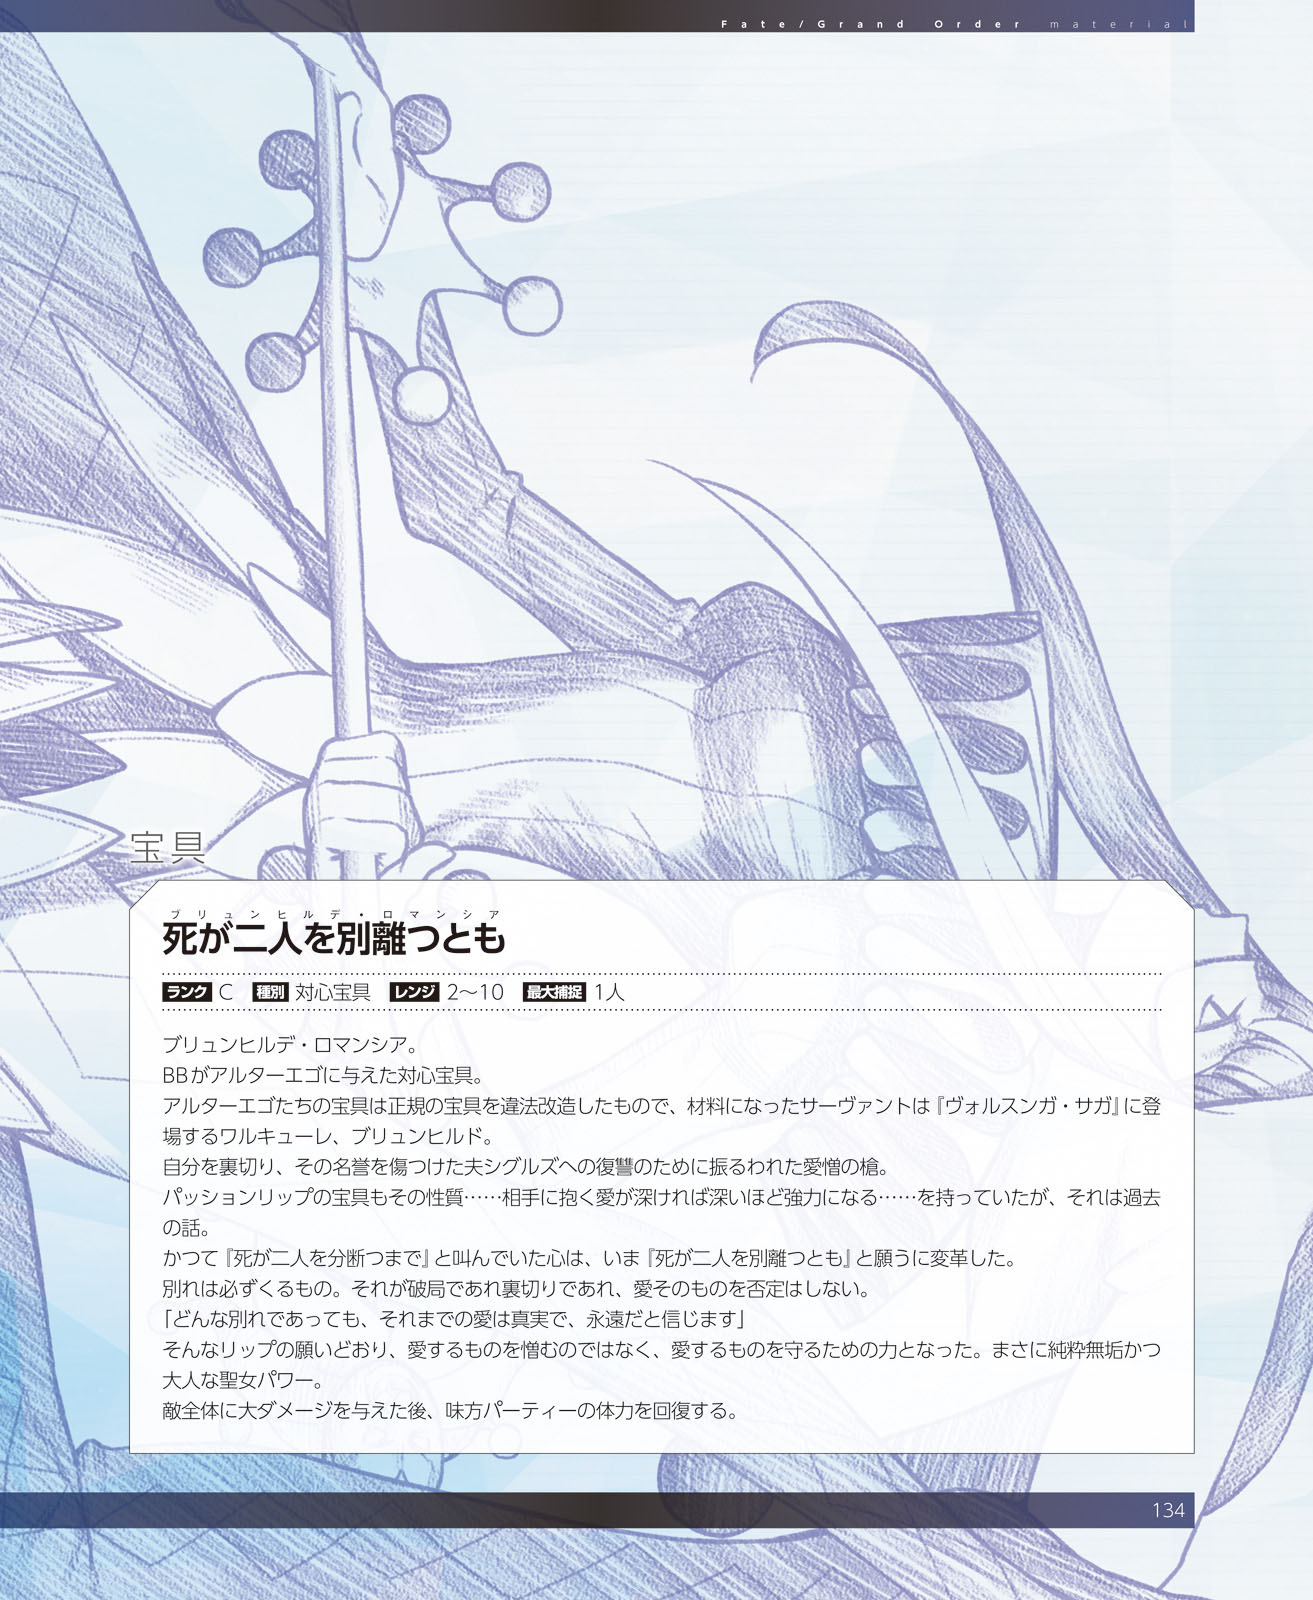 Fate/Grand Order material
宝具
ブリュンヒルデ・ロマンシア
死が二人を別離つとも
ランク C 種別 対心宝具 レンジ 2〜10 最大捕捉 1人
ブリュンヒルデ・ロマンシア。
BBがアルターエゴに与えた対心宝具。
アルターエゴたちの宝具は正規の宝具を違法改造したもので、材料になったサーヴァントは『ヴォルスンガ・サガ』に登
場するワルキューレ、ブリュンヒルド。
自分を裏切り、その名誉を傷つけた夫シグルズへの復讐のために振るわれた愛憎の槍。
パッションリップの宝具もその性質……相手に抱く愛が深ければ深いほど強力になる……を持っていたが、それは過去
の話。
かつて『死が二人を分断つまで』と叫んでいた心は、いま『死が二人を別離つとも』と願うに変革した。
別れは必ずくるもの。それが破局であれ裏切りであれ、愛そのものを否定はしない。
「どんな別れであっても、それまでの愛は真実で、永遠だと信じます」
そんなリップの願いどおり、愛するものを憎むのではなく、愛するものを守るための力となった。まさに純粋無垢かつ
大人な聖女パワー。
敵全体に大ダメージを与えた後、味方パーティーの体力を回復する。
134